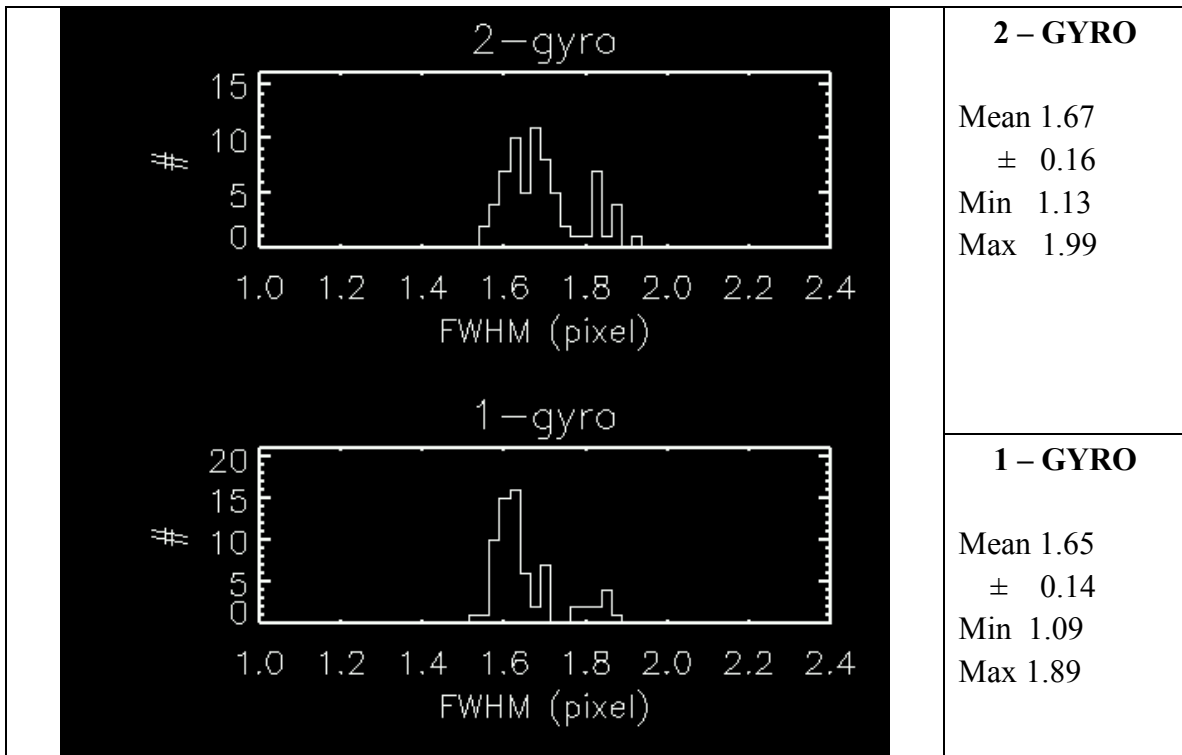 2-gyro
15
10
5
0
#
1.0 1.2 1.4 1.6 1.8 2.0 2.2 2.4
FWHM (pixel)
1-gyro
20
15
10
5
0
#
1.0 1.2 1.4 1.6 1.8 2.0 2.2 2.4
FWHM (pixel)
2 – GYRO
Mean 1.67
± 0.16
Min 1.13
Max 1.99
1 – GYRO
Mean 1.65
± 0.14
Min 1.09
Max 1.89